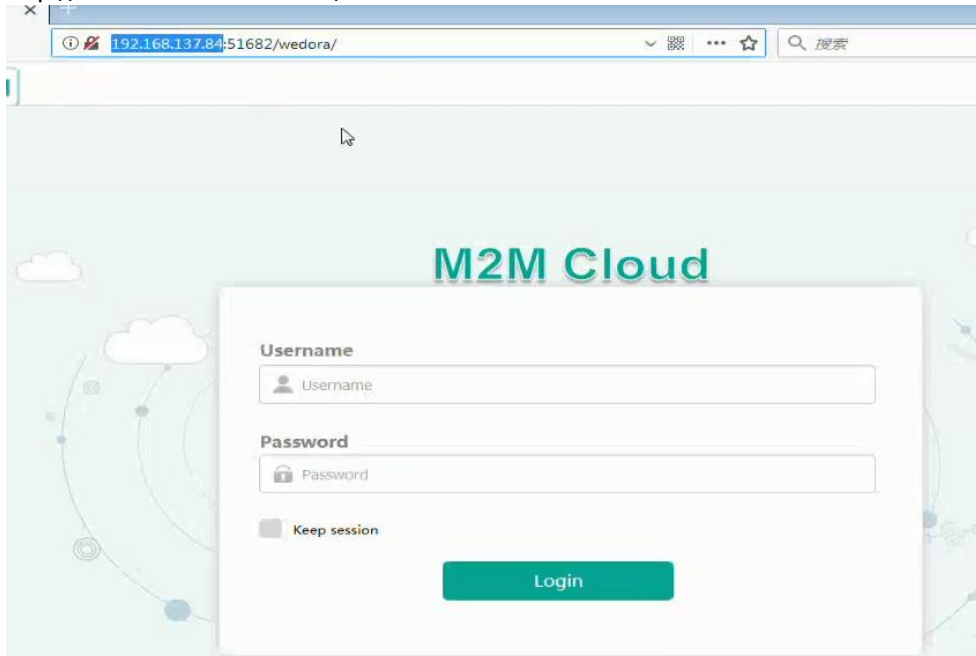 192.168.137.84:51682/wedora/
搜索
M2M Cloud
Username
Username
Password
Password
Keep session
Login